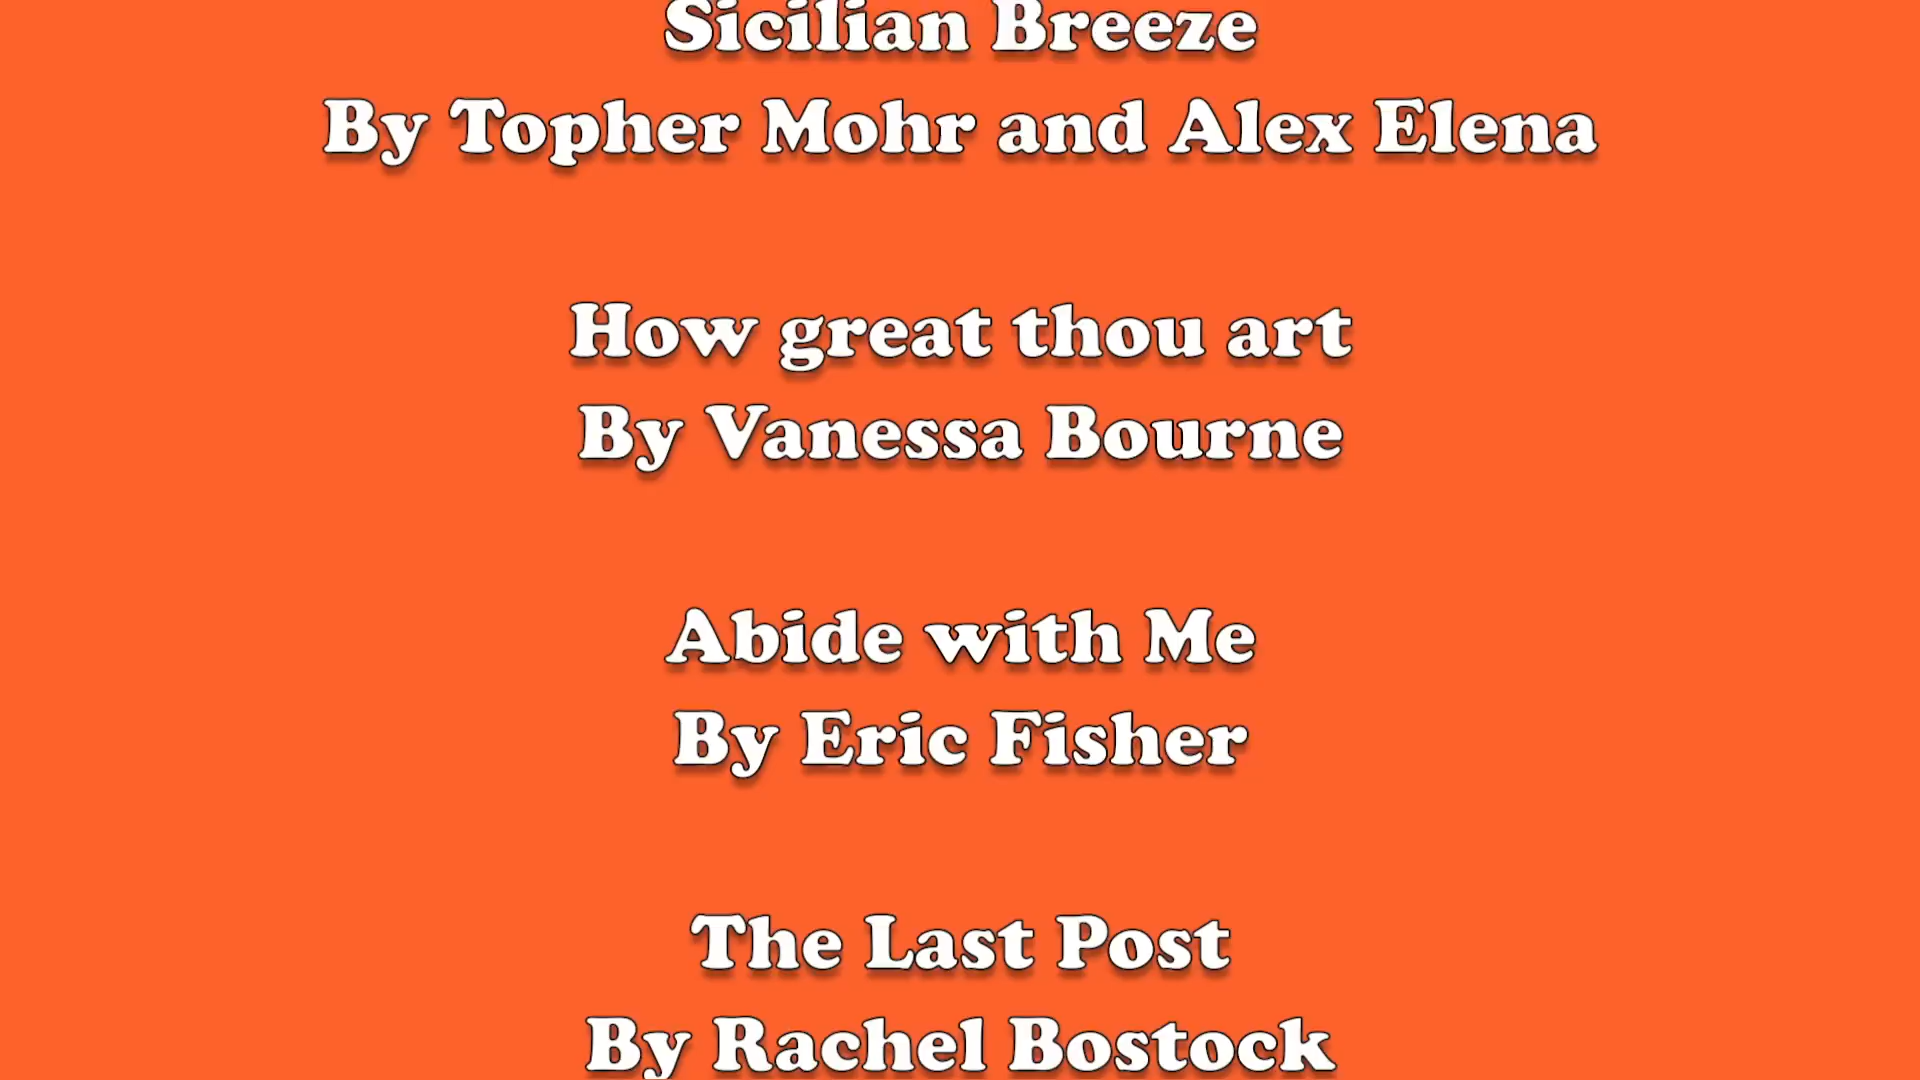 Sicilian Breeze
By Topher Mohr and Alex Elena
How great thou art
By Vanessa Bourne
Abide with Me
By Eric Fisher
The Last Post
By Rachel Bostock